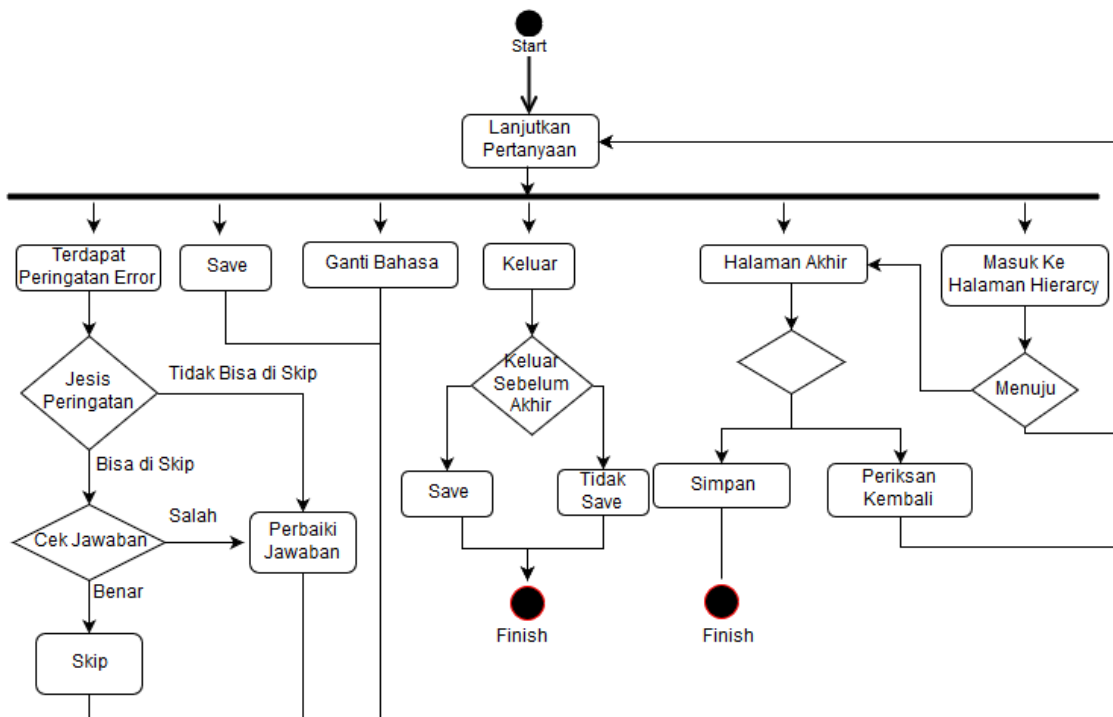 Start
Lanjutkan
Pertanyaan
Terdapat
Peringatan Error
Save
Ganti Bahasa
Keluar
Halaman Akhir
Masuk Ke
Halaman Hierarcy
Jesis
Peringatan
Tidak Bisa di Skip
Keluar
Sebelum
Akhir
Menuju
Bisa di Skip
Save
Tidak
Save
Simpan
Periksan
Kembali
Cek Jawaban
Salah
Perbaiki
Jawaban
Benar
Skip
Finish
Finish